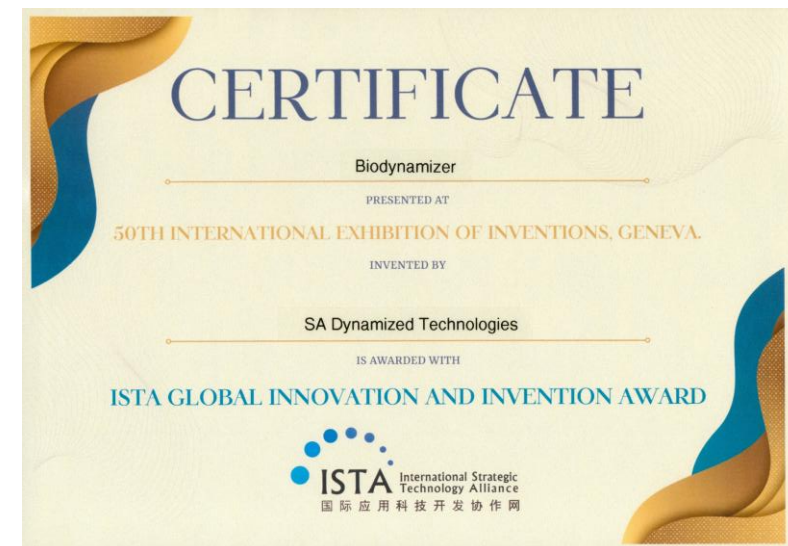 CERTIFICATE
Biodynamizer
PRESENTED AT
50TH INTERNATIONAL EXHIBITION OF INVENTIONS, GENEVA.
INVENTED BY
SA Dynamized Technologies
IS AWARDED WITH
ISTA GLOBAL INNOVATION AND INVENTION AWARD
ISTA International Strategic
Technology Alliance
国际应用科技开发协作网